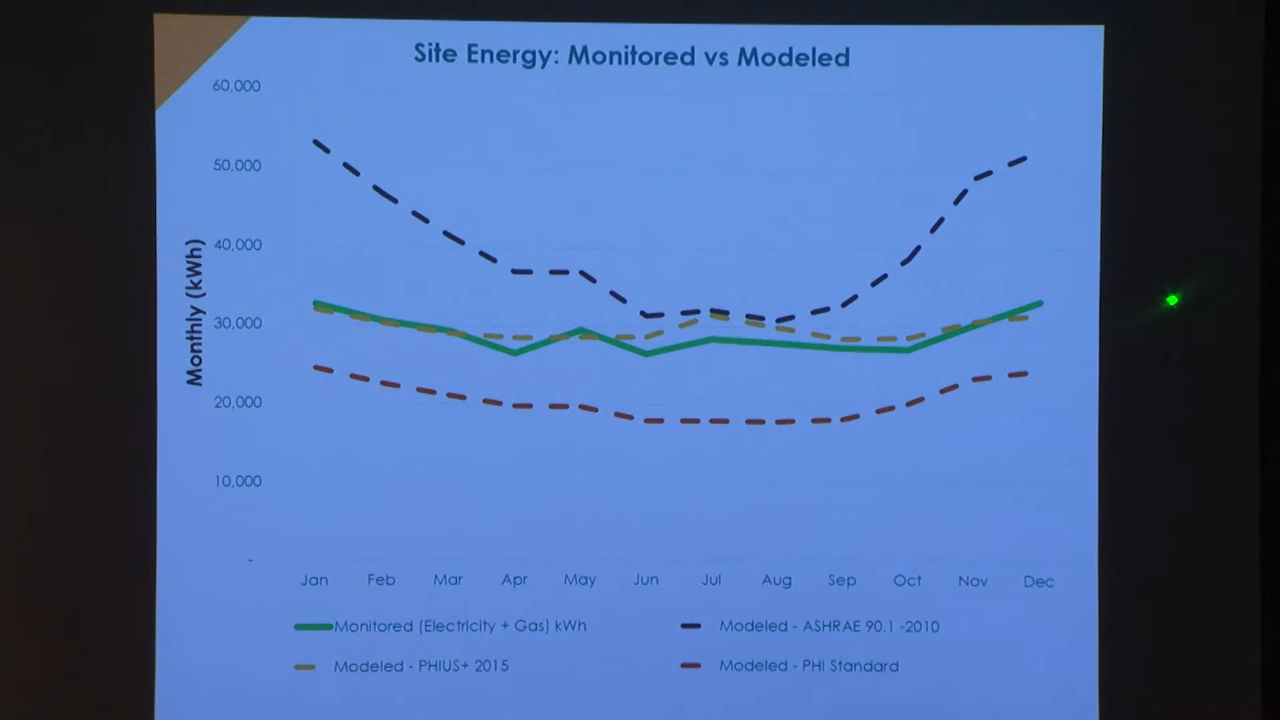 Site Energy: Monitored vs Modeled
60,000
50,000
40,000
30,000
20,000
10,000
-
Monthly (kWh)
Jan Feb Mar Apr May Jun Jul Aug Sep Oct Nov Dec
Monitored (Electricity + Gas) kWh
Modeled - ASHRAE 90.1 -2010
Modeled - PHIUS+ 2015
Modeled - PHI Standard